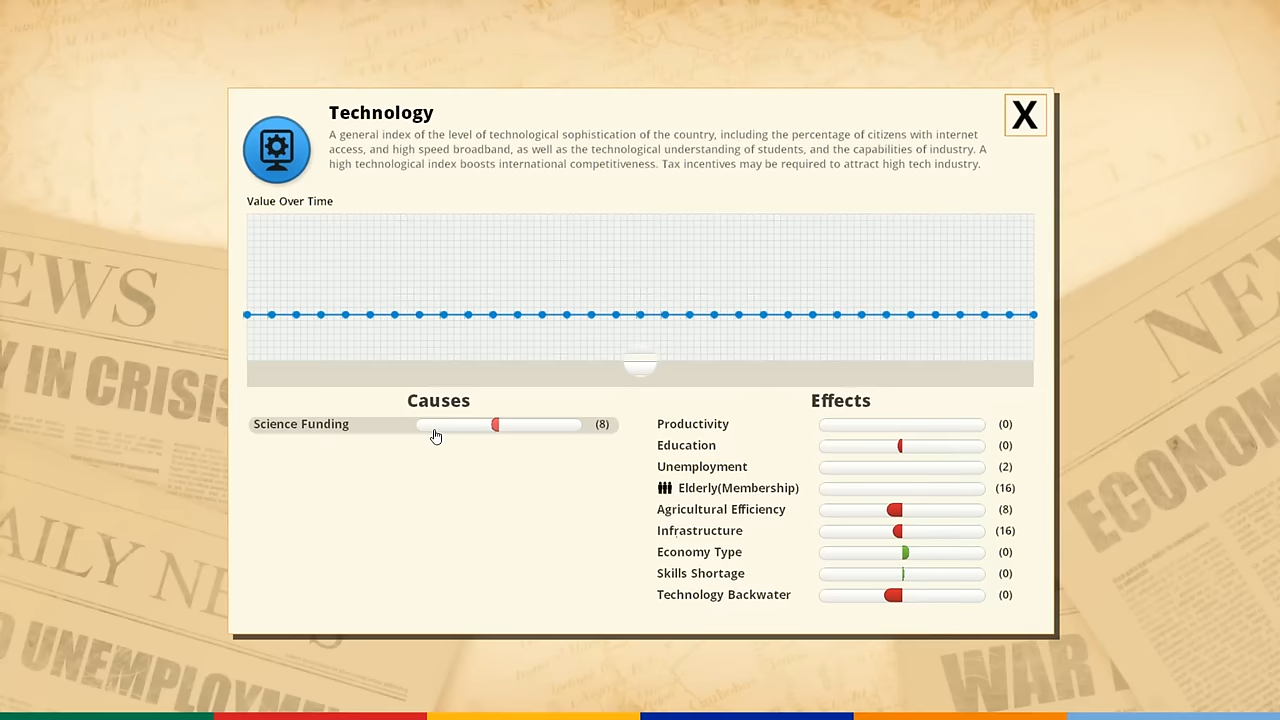 Technology
A general index of the level of technological sophistication of the country, including the percentage of citizens with internet
access, and high speed broadband, as well as the technological understanding of students, and the capabilities of industry. A
high technological index boosts international competitiveness. Tax incentives may be required to attract high tech industry.
X
Value Over Time
Causes
Science Funding (8)
Effects
Productivity (0)
Education (0)
Unemployment (2)
Elderly(Membership) (16)
Agricultural Efficiency (8)
Infrastructure (16)
Economy Type (0)
Skills Shortage (0)
Technology Backwater (0)
EWS
Y IN CRISIS
AILY NE
UNEMPLOYM
NE
ECONOM
WAR